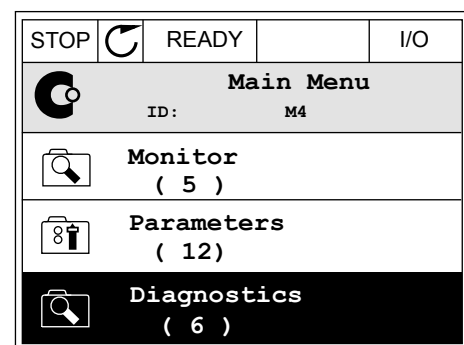 STOP READY I/O
Main Menu
ID: M4
Monitor
( 5 )
Parameters
( 12)
Diagnostics
( 6 )